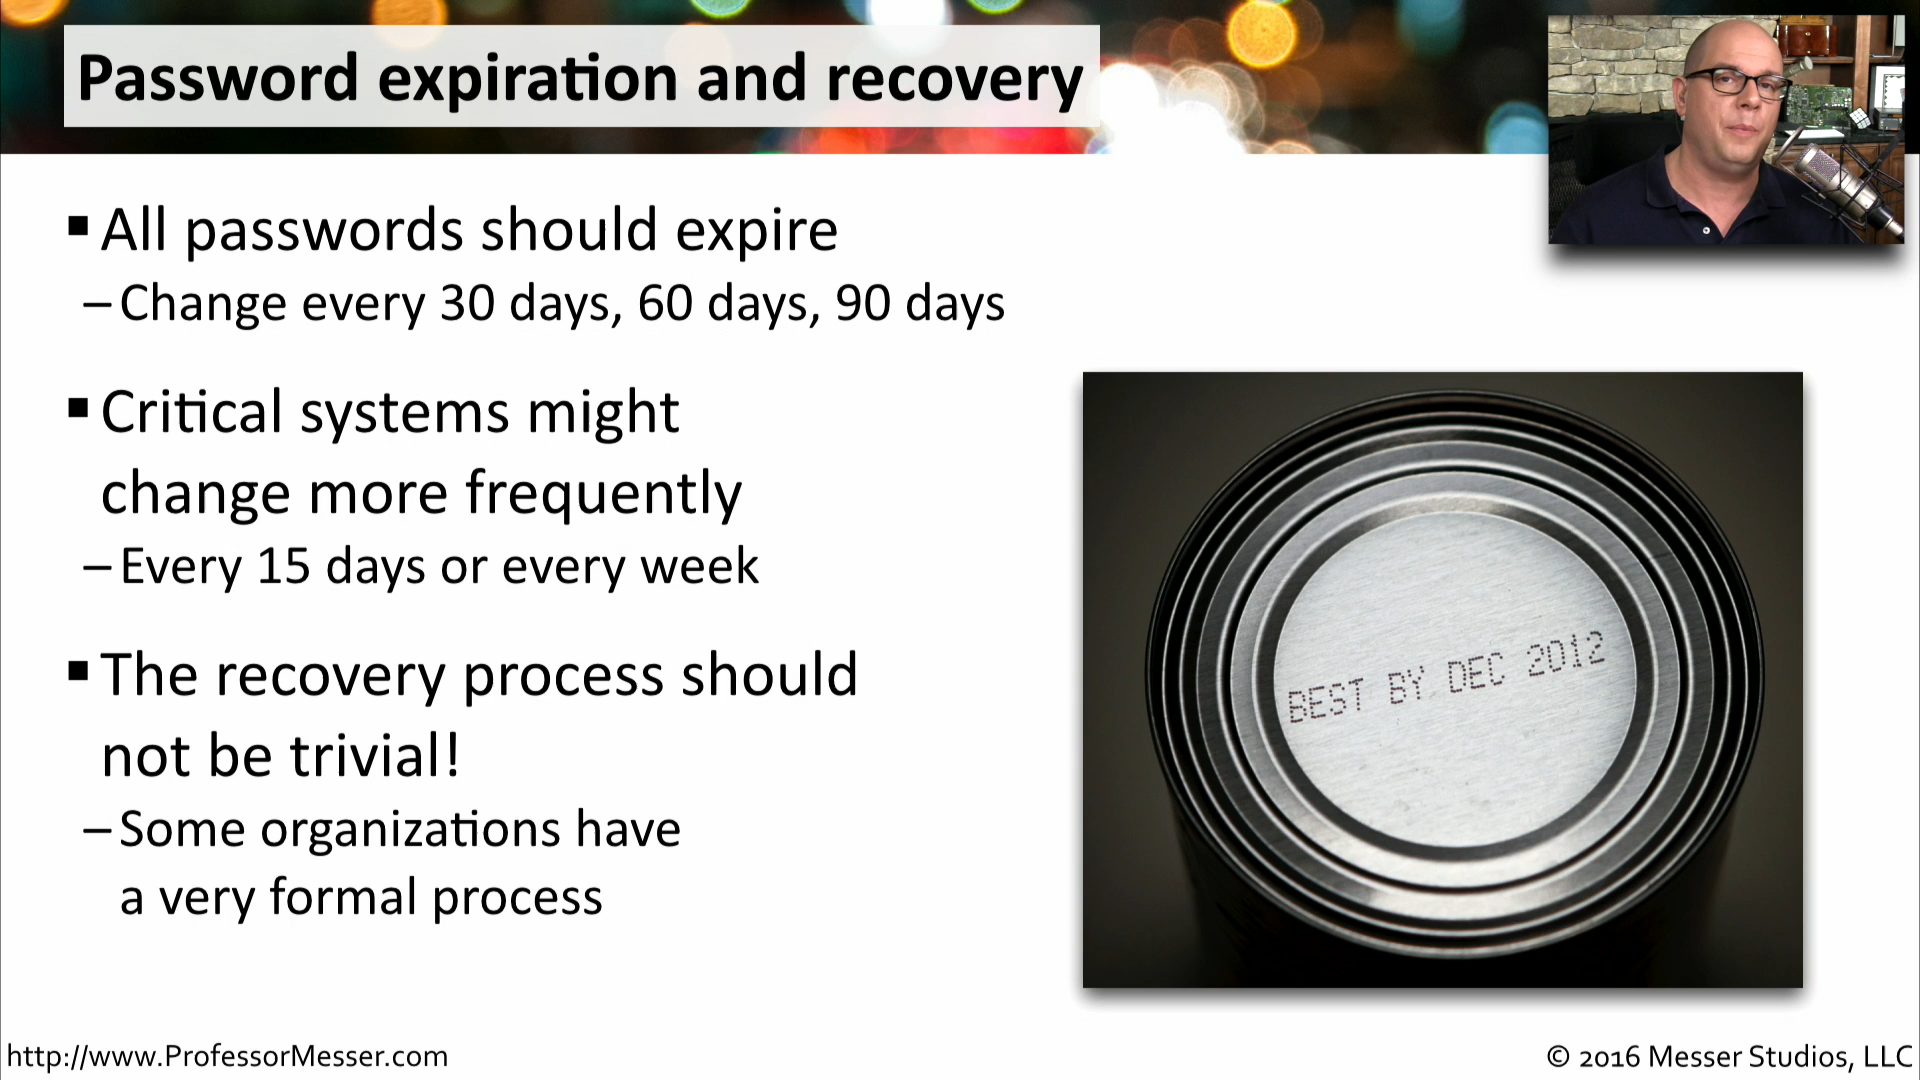 Password expiration and recovery
▪ All passwords should expire
– Change every 30 days, 60 days, 90 days
▪ Critical systems might
change more frequently
– Every 15 days or every week
▪ The recovery process should
not be trivial!
– Some organizations have
a very formal process
BEST BY DEC 2012
http://www.ProfessorMesser.com
© 2016 Messer Studios, LLC